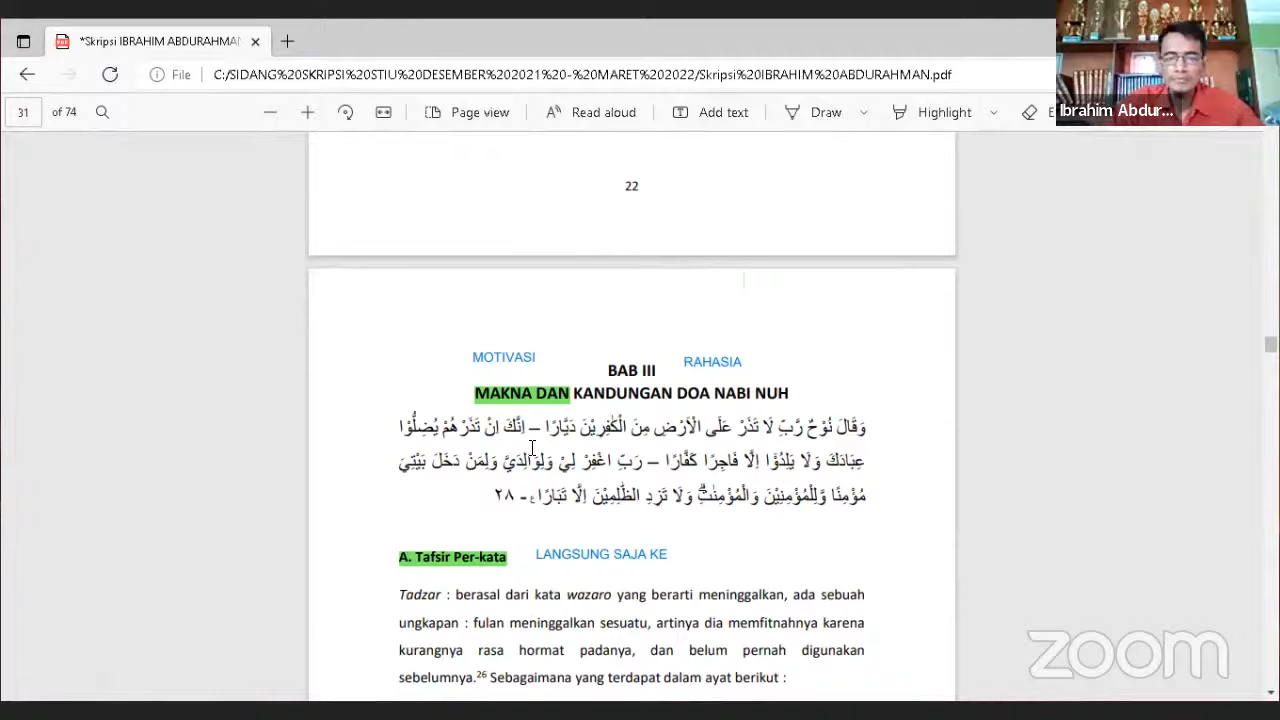 *Skripsi IBRAHIM ABDURAHMAN
File C:/SIDANG%20SKRIPSI%20STIU%20DESEMBER%202021%20-%20MARET%202022/Skripsi%20IBRAHIM%20ABDURAHMAN.pdf
Ibrahim Abdur...
31 of 74 Page view Read aloud Add text Draw Highlight
22
MOTIVASI
BAB III
RAHASIA
MAKNA DAN KANDUNGAN DOA NABI NUH
وَقَالَ نُوْحٌ رَّبِّ لَا تَذَرْ عَلَى الْاَرْضِ مِنَ الْكٰفِرِيْنَ دَيَّارًا – اِنَّكَ اِنْ تَذَرْهُمْ يُضِلُّوْا
عِبَادَكَ وَلَا يَلِدُوْٓا اِلَّا فَاجِرًا كَفَّارًا – رَبِّ اغْفِرْ لِيْ وَلِوَالِدَيَّ وَلِمَنْ دَخَلَ بَيْتِيَ
مُؤْمِنًا وَّلِلْمُؤْمِنِيْنَ وَالْمُؤْمِنٰتِۗ وَلَا تَزِدِ الظّٰلِمِيْنَ اِلَّا تَبَارًا ࣖ - ٢٨
A. Tafsir Per-kata LANGSUNG SAJA KE
Tadzar : berasal dari kata wazaro yang berarti meninggalkan, ada sebuah
ungkapan : fulan meninggalkan sesuatu, artinya dia memfitnahnya karena
kurangnya rasa hormat padanya, dan belum pernah digunakan
sebelumnya.26 Sebagaimana yang terdapat dalam ayat berikut :
zoom